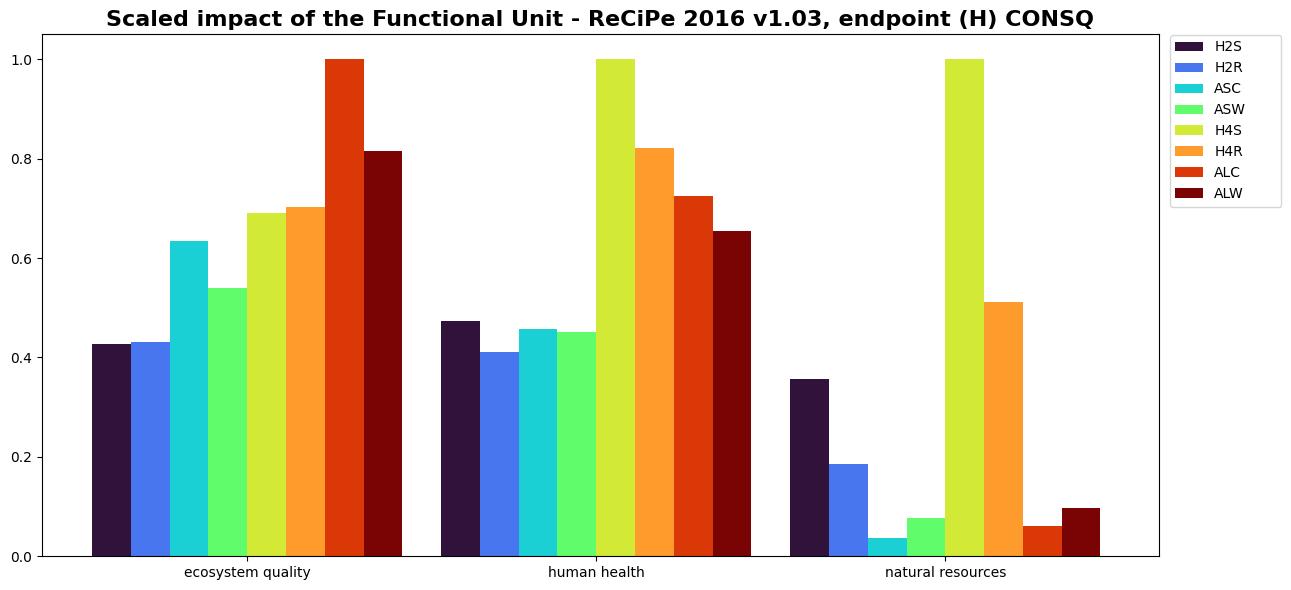 Scaled impact of the Functional Unit - ReCiPe 2016 v1.03, endpoint (H) CONSQ
1.0
0.8
0.6
0.4
0.2
0.0
ecosystem quality
human health
natural resources
H2S
H2R
ASC
ASW
H4S
H4R
ALC
ALW